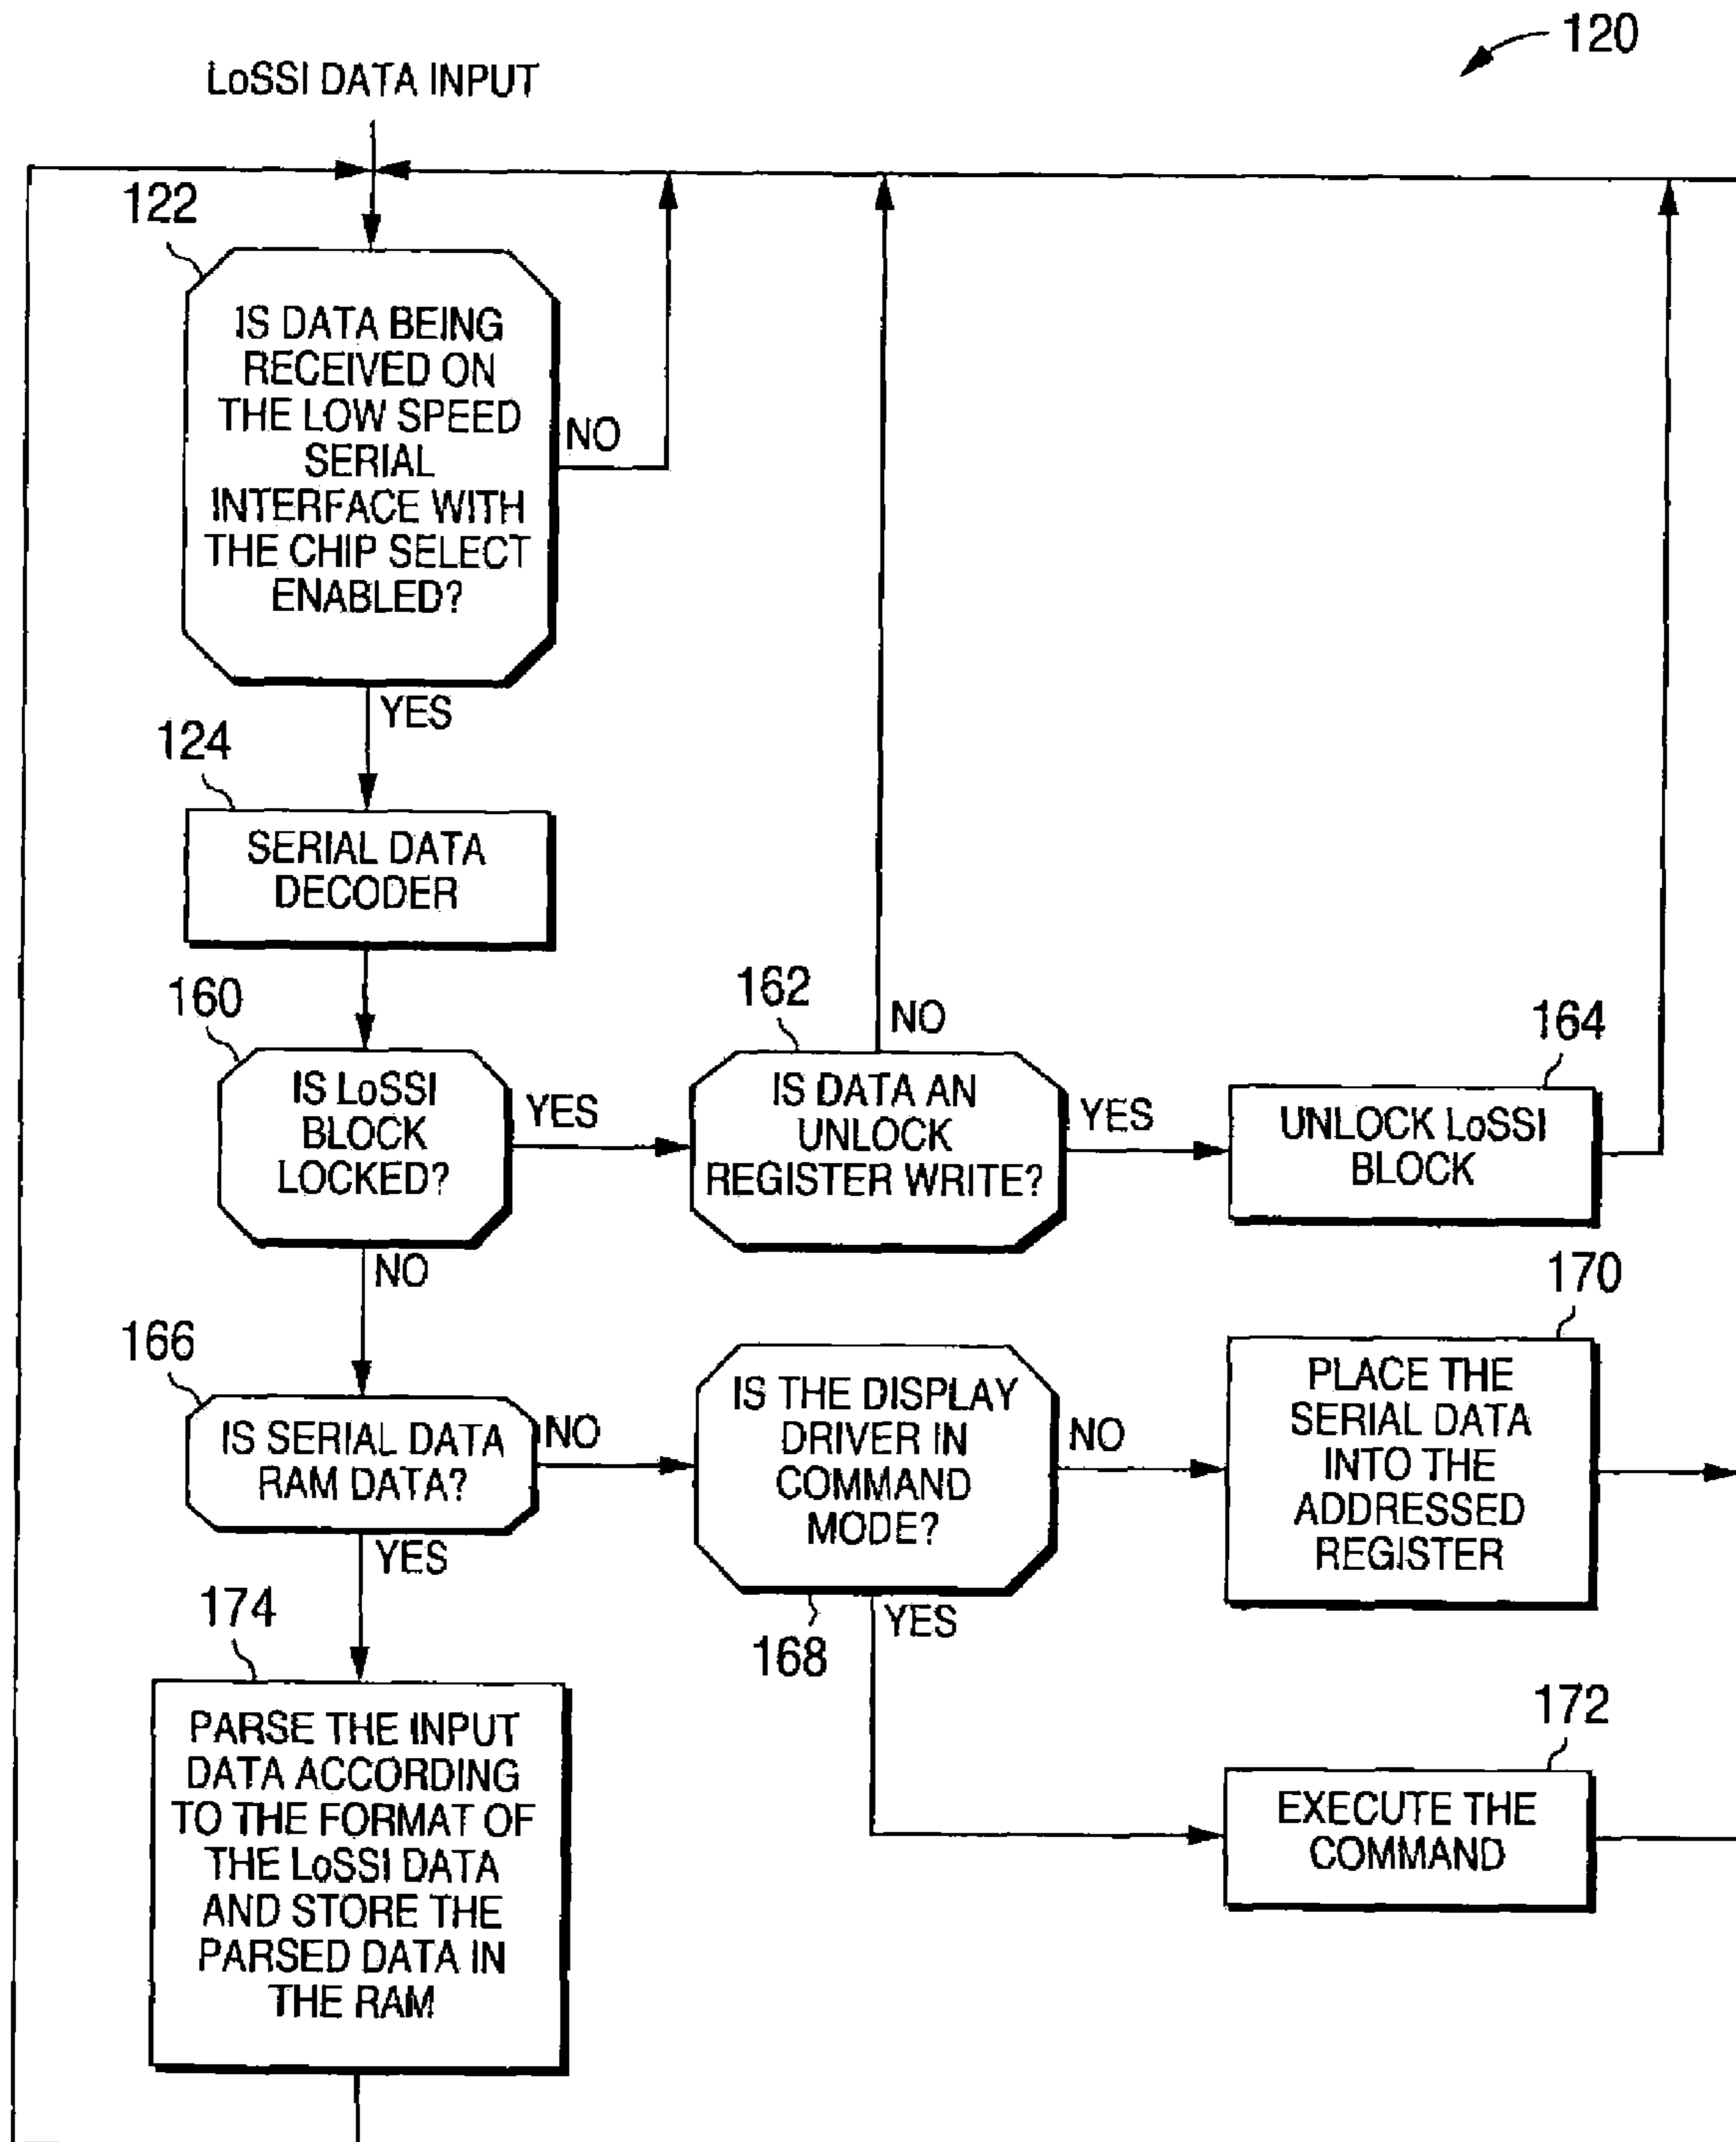 120
LoSSI DATA INPUT
122
IS DATA BEING
RECEIVED ON
THE LOW SPEED
SERIAL
INTERFACE WITH
THE CHIP SELECT
ENABLED?
NO
YES
124
SERIAL DATA
DECODER
160
IS LoSSI
BLOCK
LOCKED?
YES
NO
162
IS DATA AN
UNLOCK
REGISTER WRITE?
NO
YES
164
UNLOCK LoSSI
BLOCK
166
IS SERIAL DATA
RAM DATA?
NO
YES
IS THE DISPLAY
DRIVER IN
COMMAND
MODE?
168
NO
YES
170
PLACE THE
SERIAL DATA
INTO THE
ADDRESSED
REGISTER
172
EXECUTE THE
COMMAND
174
PARSE THE INPUT
DATA ACCORDING
TO THE FORMAT OF
THE LoSSI DATA
AND STORE THE
PARSED DATA IN
THE RAM